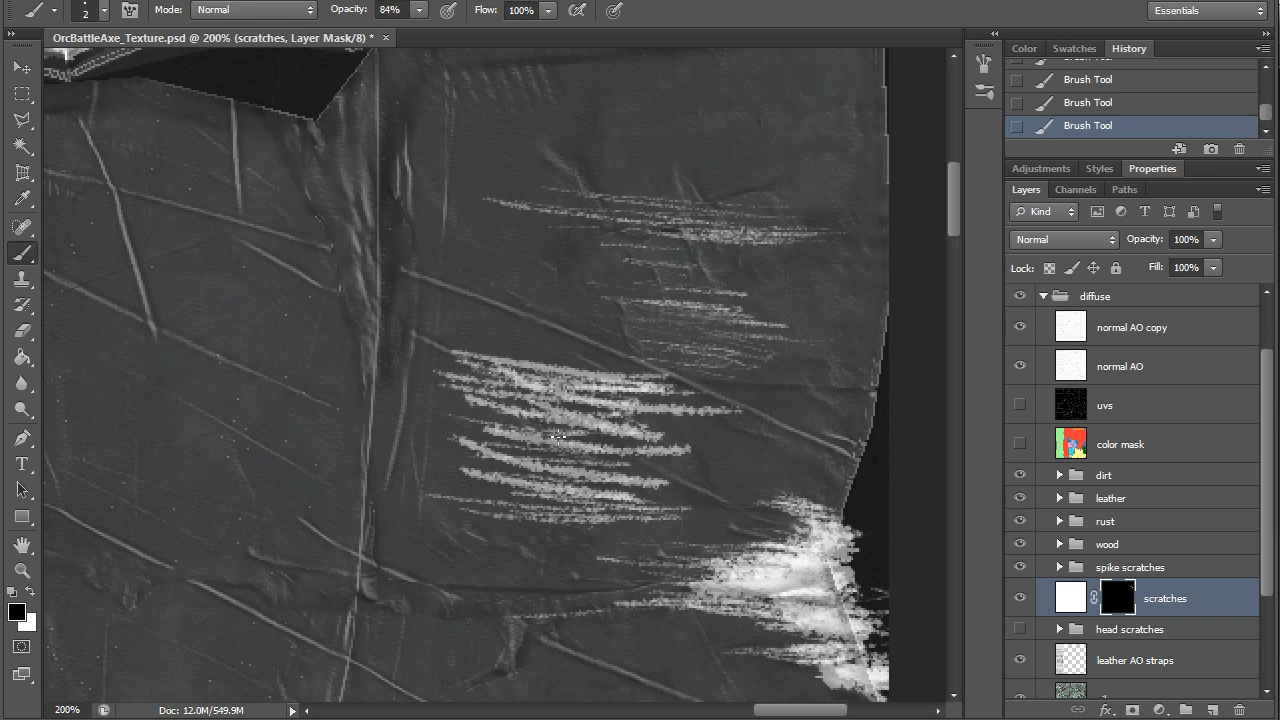 2 Mode: Normal Opacity: 84% Flow: 100% Essentials
OrcBattleAxe_Texture.psd @ 200% (scratches, Layer Mask/8) * ×
Color Swatches History
Brush Tool
Brush Tool
Brush Tool
Adjustments Styles Properties
Layers Channels Paths
Kind
Normal Opacity: 100%
Lock: Fill: 100%
diffuse
normal AO copy
normal AO
uvs
color mask
dirt
leather
rust
wood
spike scratches
scratches
head scratches
leather AO straps
200% Doc: 12.0M/549.9M